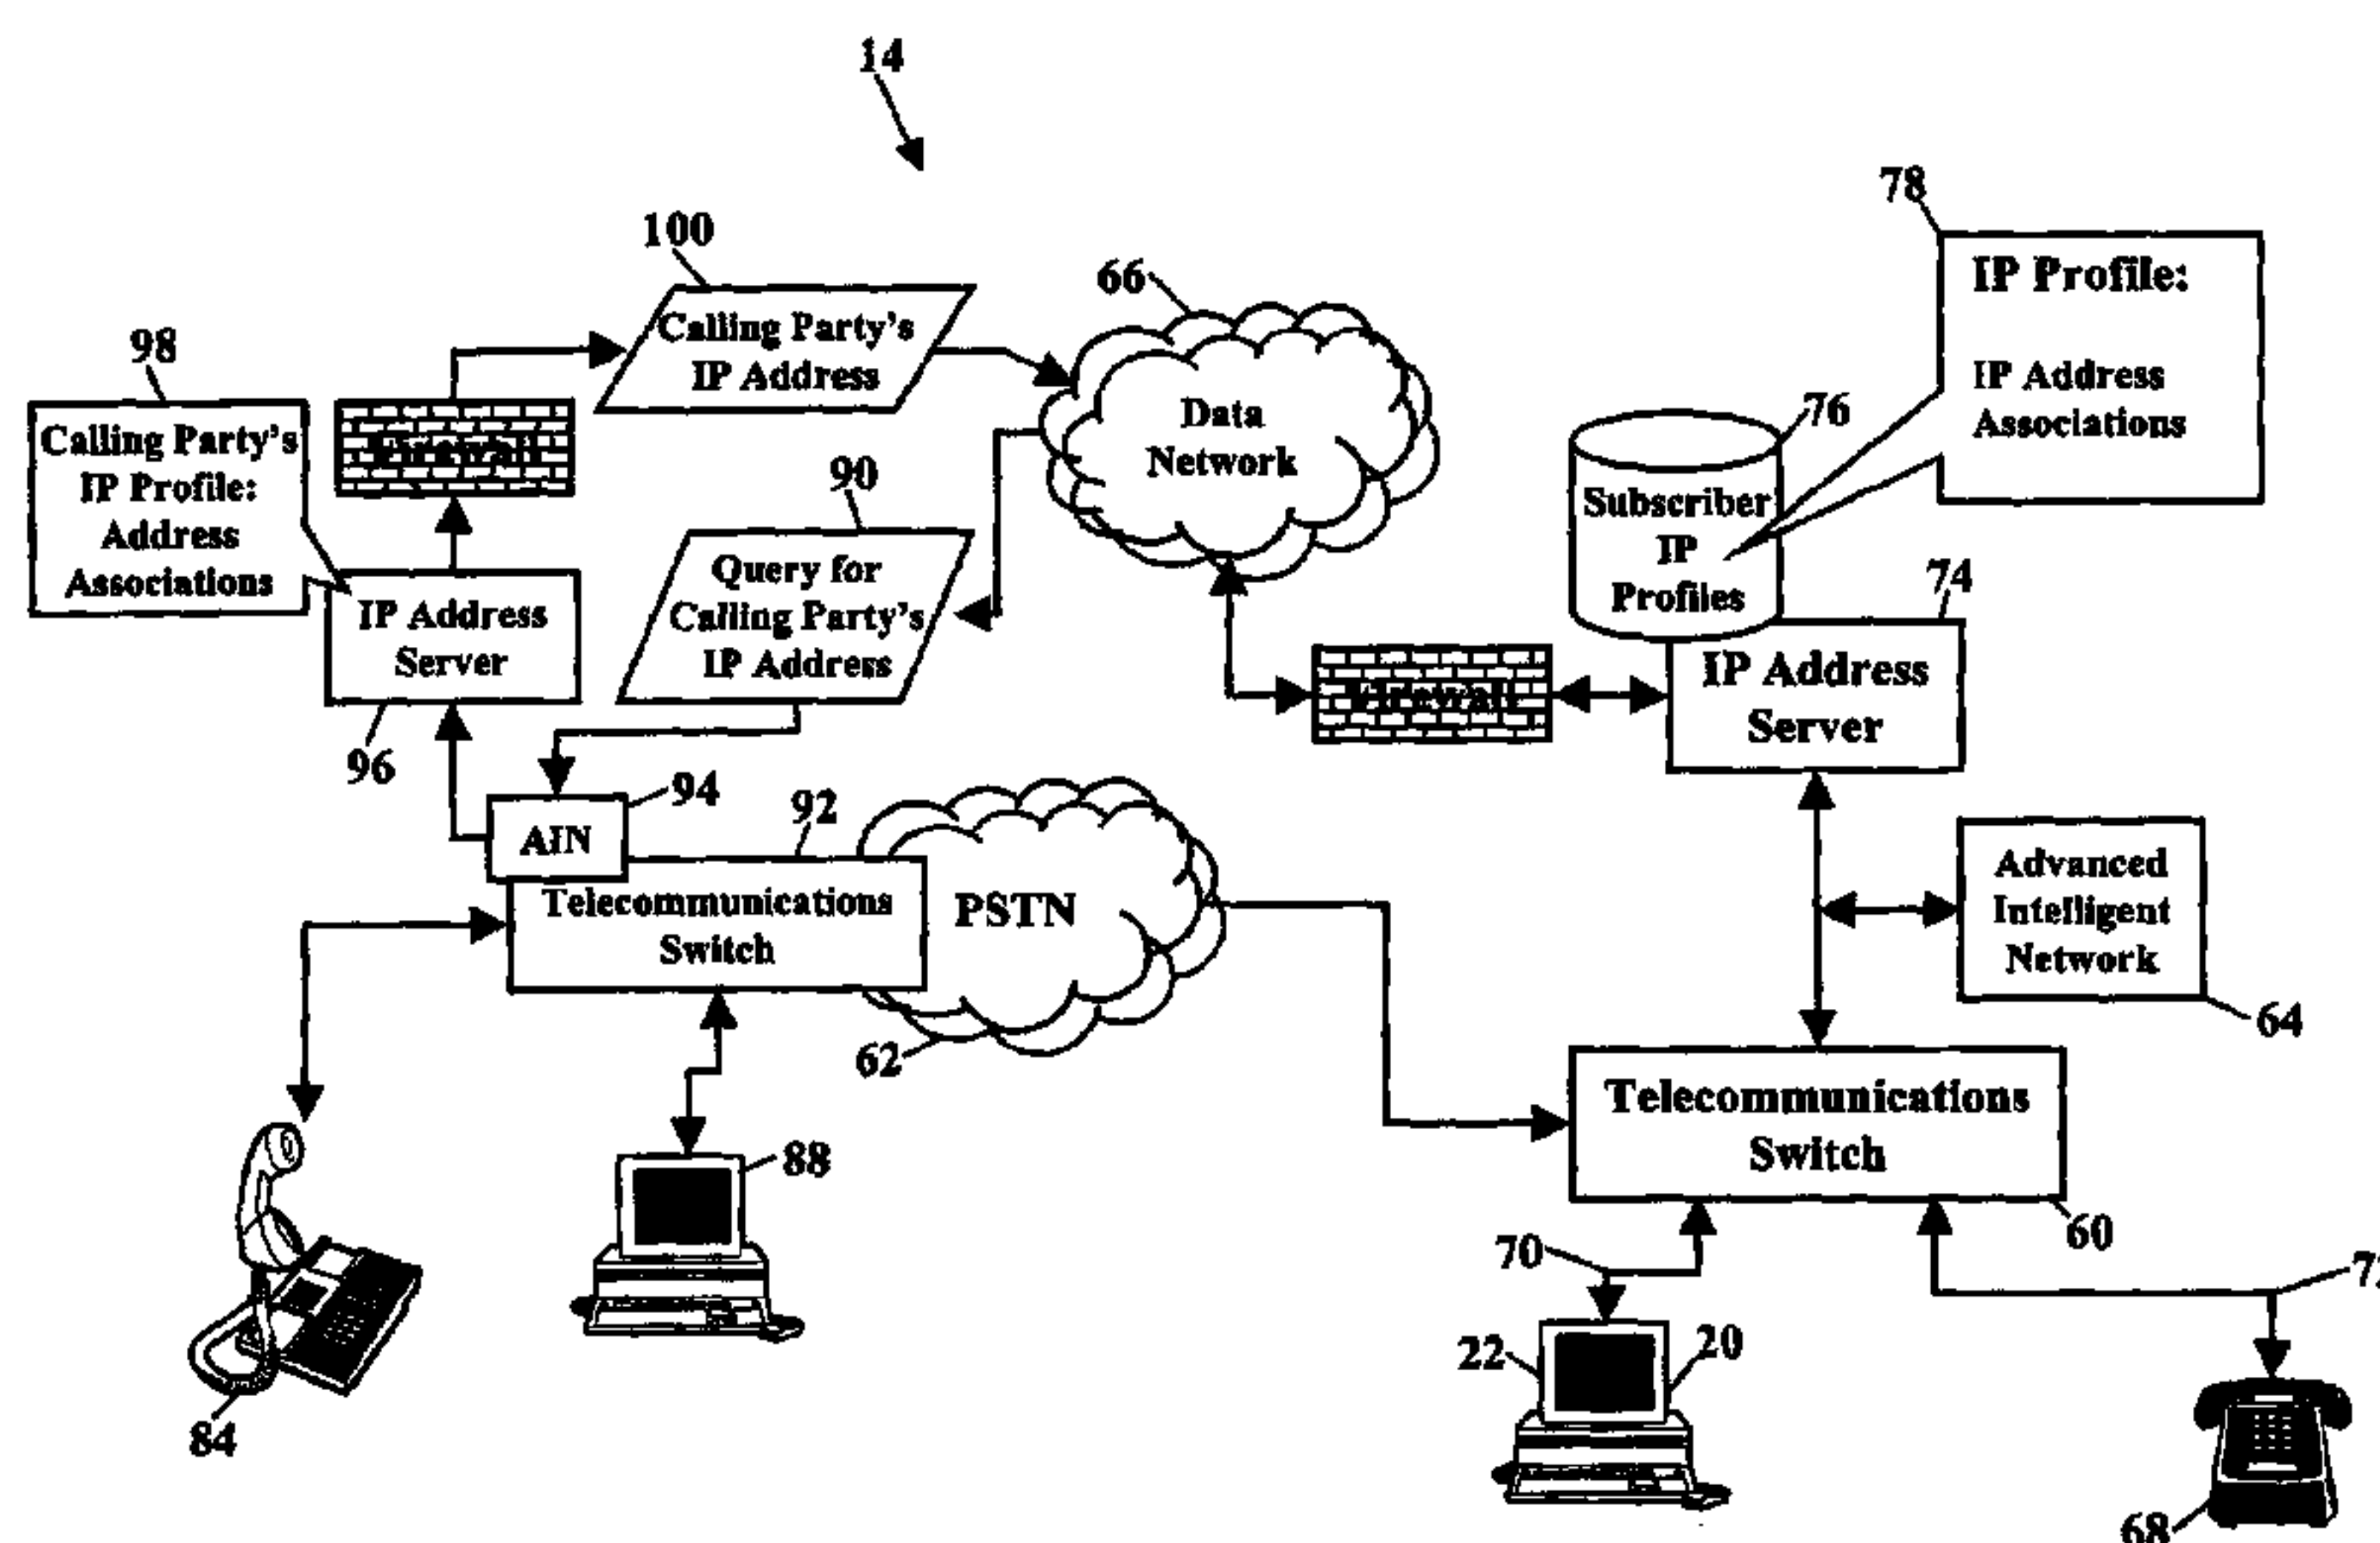 14
78
100
IP Profile:
IP Address
Associations
66
Calling Party's
IP Address
98
76
Data
Network
Calling Party's
IP Profile:
Address
Associations
Firewall
90
Subscriber
IP
Profiles
Query for
Calling Party's
IP Address
74
IP Address
Server
Firewall
IP Address
Server
96
94
92
AIN
Telecommunications
Switch
PSTN
Advanced
Intelligent
Network
64
62
Telecommunications
Switch
88
60
70
22
20
84
68